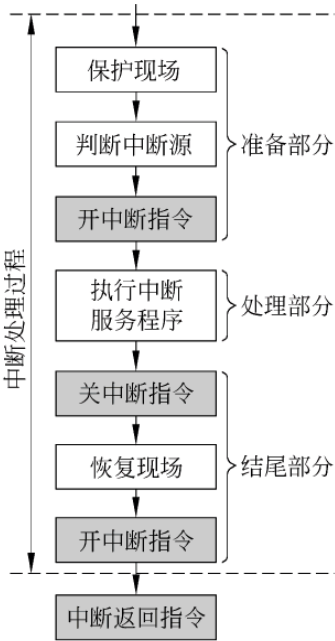 保护现场
判断中断源
开中断指令
准备部分
执行中断
服务程序
处理部分
关中断指令
恢复现场
开中断指令
结尾部分
中断返回指令
中断处理过程